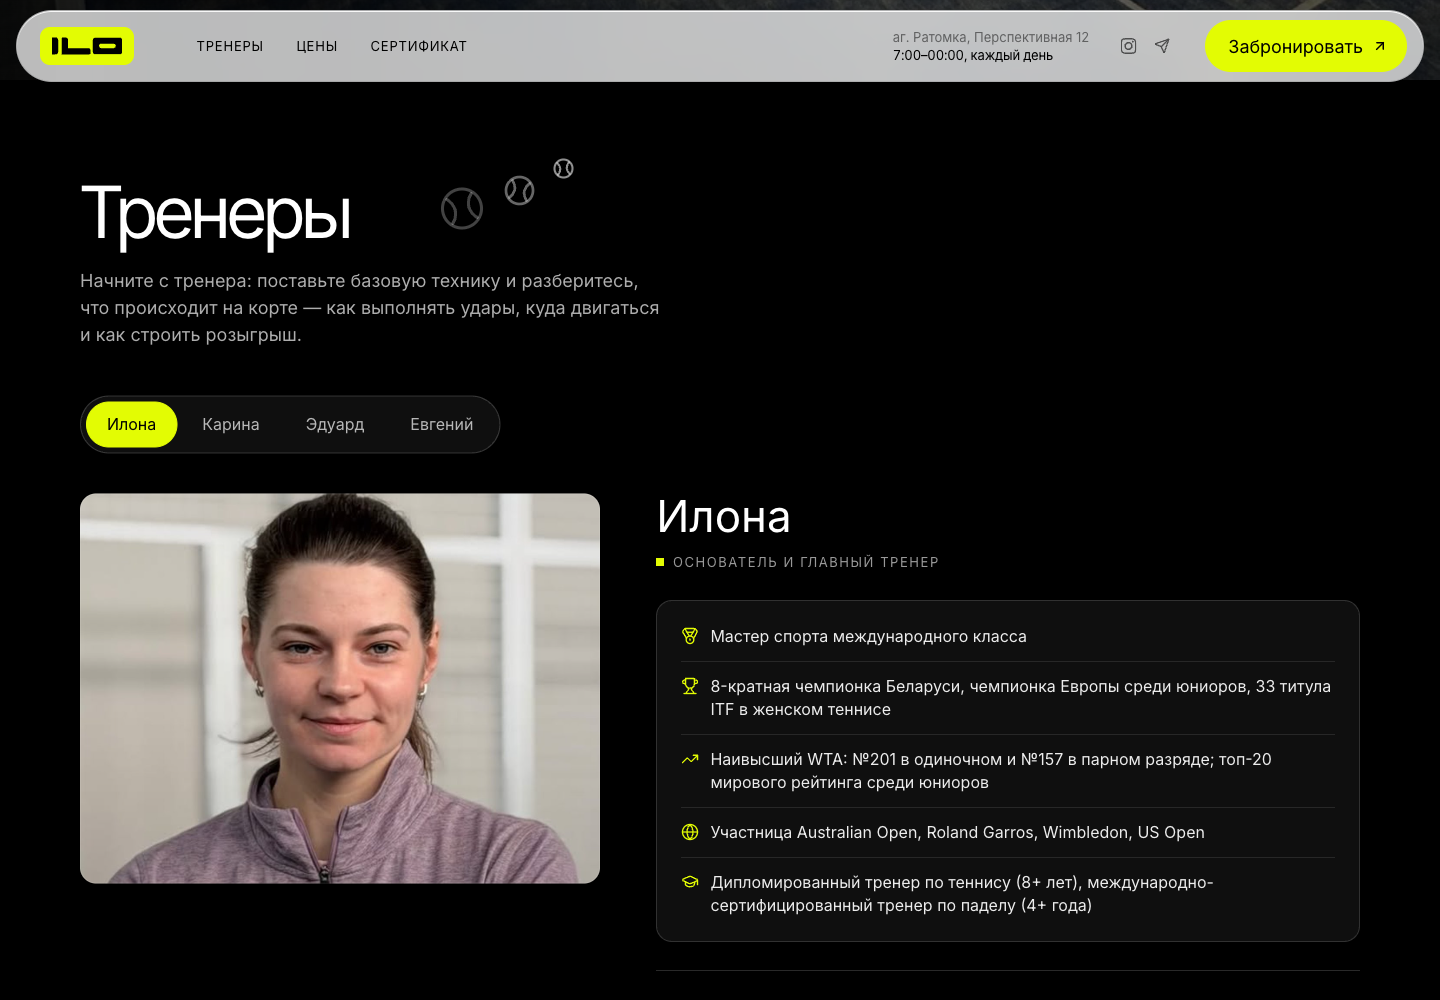 ILO
ТРЕНЕРЫ
ЦЕНЫ
СЕРТИФИКАТ
аг. Ратомка, Перспективная 12
7:00–00:00, каждый день
Забронировать
Тренеры
Начните с тренера: поставьте базовую технику и разберитесь,
что происходит на корте — как выполнять удары, куда двигаться
и как строить розыгрыш.
Илона
Карина
Эдуард
Евгений
Илона
ОСНОВАТЕЛЬ И ГЛАВНЫЙ ТРЕНЕР
Мастер спорта международного класса
8-кратная чемпионка Беларуси, чемпионка Европы среди юниоров, 33 титула
ITF в женском теннисе
Наивысший WTA: №201 в одиночном и №157 в парном разряде; топ-20
мирового рейтинга среди юниоров
Участница Australian Open, Roland Garros, Wimbledon, US Open
Дипломированный тренер по теннису (8+ лет), международно-
сертифицированный тренер по паделу (4+ года)